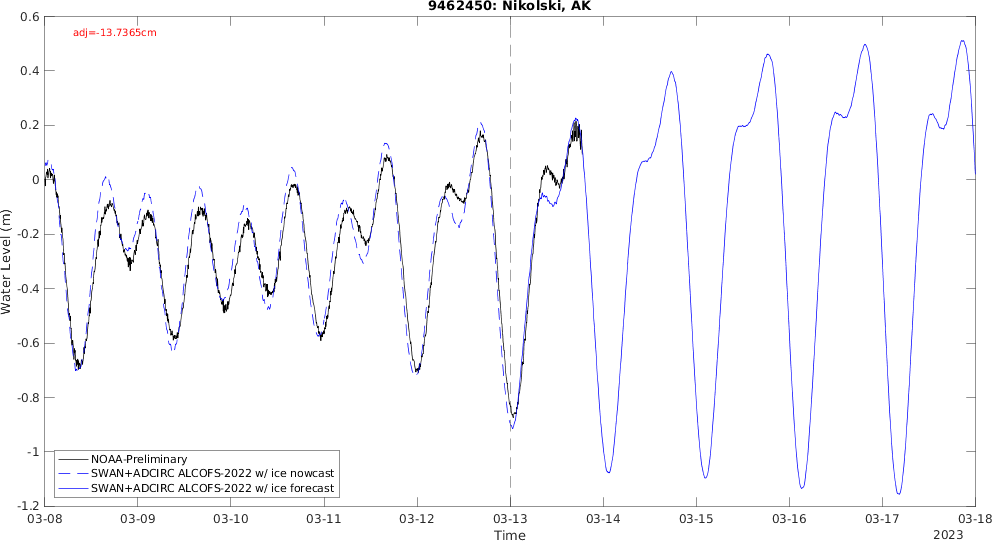 9462450: Nikolski, AK
adj=-13.7365cm
0.6
0.4
0.2
0
-0.2
-0.4
-0.6
-0.8
-1
-1.2
Water Level (m)
NOAA-Preliminary
SWAN+ADCIRC ALCOFS-2022 w/ ice nowcast
SWAN+ADCIRC ALCOFS-2022 w/ ice forecast
03-08 03-09 03-10 03-11 03-12 03-13 03-14 03-15 03-16 03-17 03-18
Time
2023